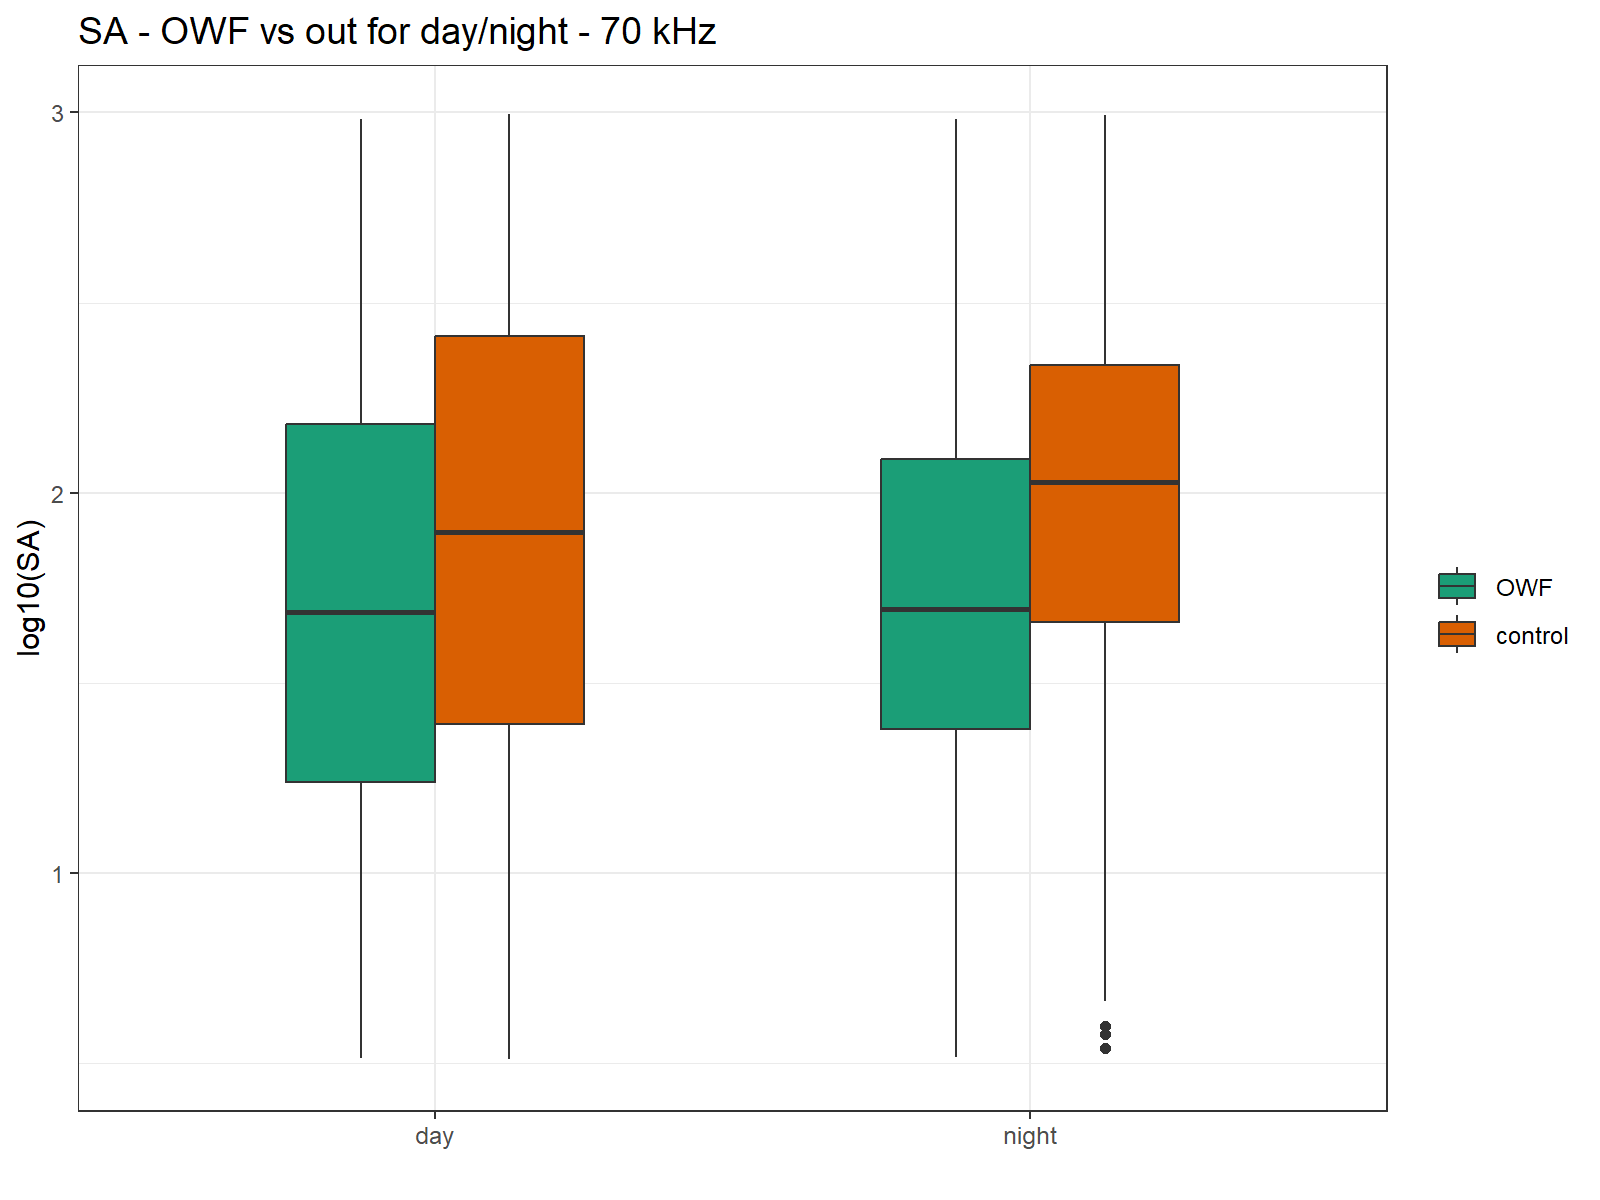 SA - OWF vs out for day/night - 70 kHz
3
2
1
log10(SA)
day
night
OWF
control